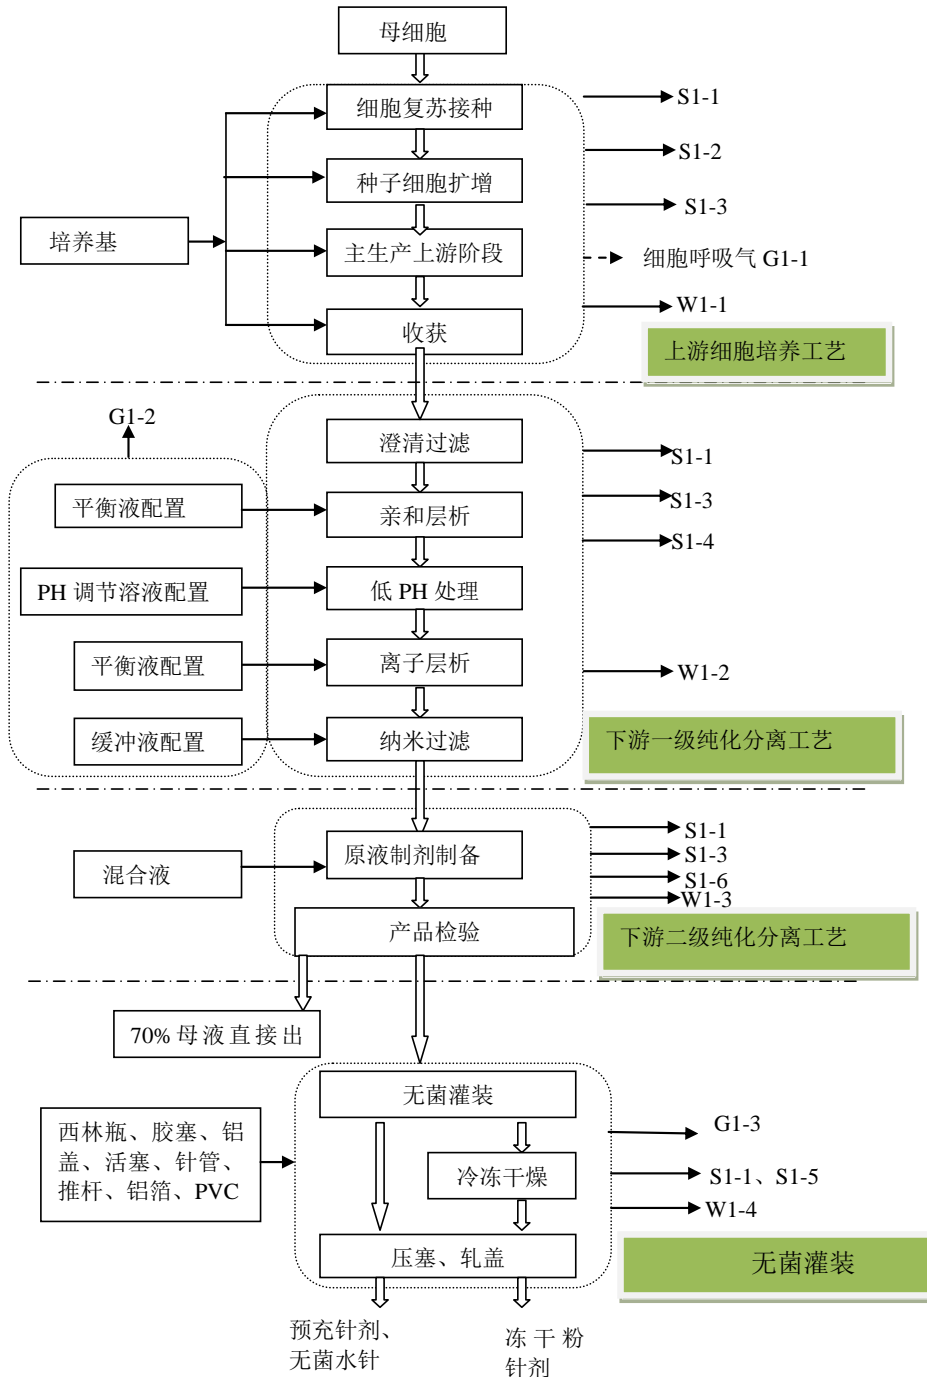 母细胞
细胞复苏接种
S1-1
S1-2
种子细胞扩增
S1-3
培养基
主生产上游阶段
细胞呼吸气 G1-1
W1-1
收获
上游细胞培养工艺
G1-2
澄清过滤
S1-1
平衡液配置
亲和层析
S1-3
S1-4
PH 调节溶液配置
低 PH 处理
平衡液配置
离子层析
W1-2
缓冲液配置
纳米过滤
下游一级纯化分离工艺
S1-1
混合液
原液制剂制备
S1-3
S1-6
W1-3
产品检验
下游二级纯化分离工艺
70% 母液直接出
无菌灌装
西林瓶、胶塞、铝
盖、活塞、针管、
推杆、铝箔、PVC
G1-3
冷冻干燥
S1-1、S1-5
W1-4
压塞、轧盖
无菌灌装
预充针剂、
无菌水针
冻干粉
针剂